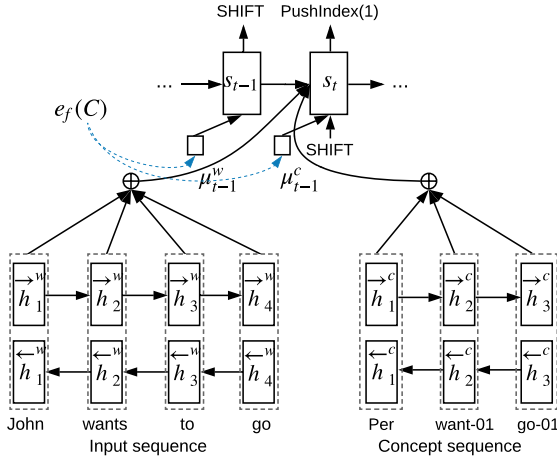 SHIFT PushIndex(1)
... s_{t-1} s_t ...
e_f(C)
SHIFT
μ^w_{t-1} μ^c_{t-1}
⊕ ⊕
→h^w_1 →h^w_2 →h^w_3 →h^w_4 →h^c_1 →h^c_2 →h^c_3
←h^w_1 ←h^w_2 ←h^w_3 ←h^w_4 ←h^c_1 ←h^c_2 ←h^c_3
John wants to go Per want-01 go-01
Input sequence Concept sequence